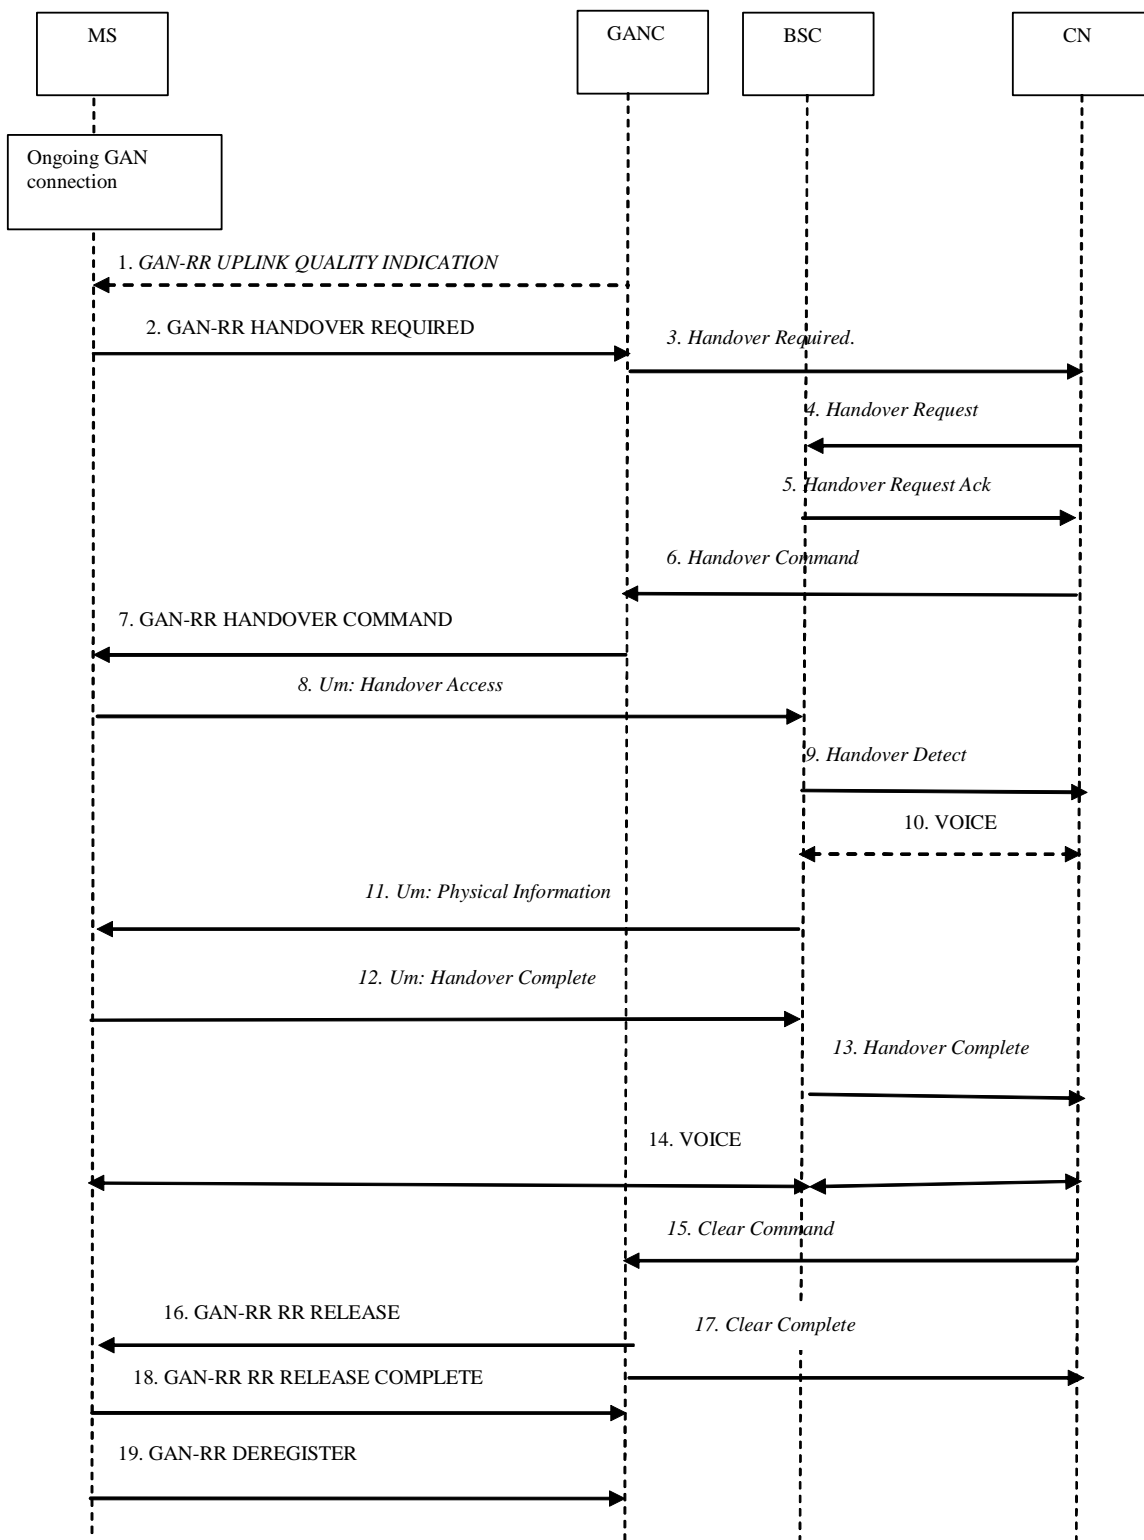 MS
GANC
BSC
CN
Ongoing GAN
connection
1. GAN-RR UPLINK QUALITY INDICATION
2. GAN-RR HANDOVER REQUIRED
3. Handover Required.
4. Handover Request
5. Handover Request Ack
6. Handover Command
7. GAN-RR HANDOVER COMMAND
8. Um: Handover Access
9. Handover Detect
10. VOICE
11. Um: Physical Information
12. Um: Handover Complete
13. Handover Complete
14. VOICE
15. Clear Command
16. GAN-RR RR RELEASE
17. Clear Complete
18. GAN-RR RR RELEASE COMPLETE
19. GAN-RR DEREGISTER